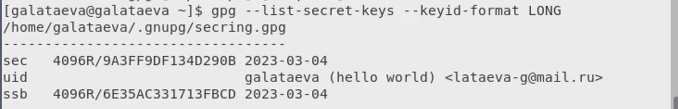 [galataeva@galataeva ~]$ gpg --list-secret-keys --keyid-format LONG
/home/galataeva/.gnupg/secring.gpg
----------------------------------
sec   4096R/9A3FF9DF134D290B 2023-03-04
uid                          galataeva (hello world) <lataeva-g@mail.ru>
ssb   4096R/6E35AC331713FBCD 2023-03-04